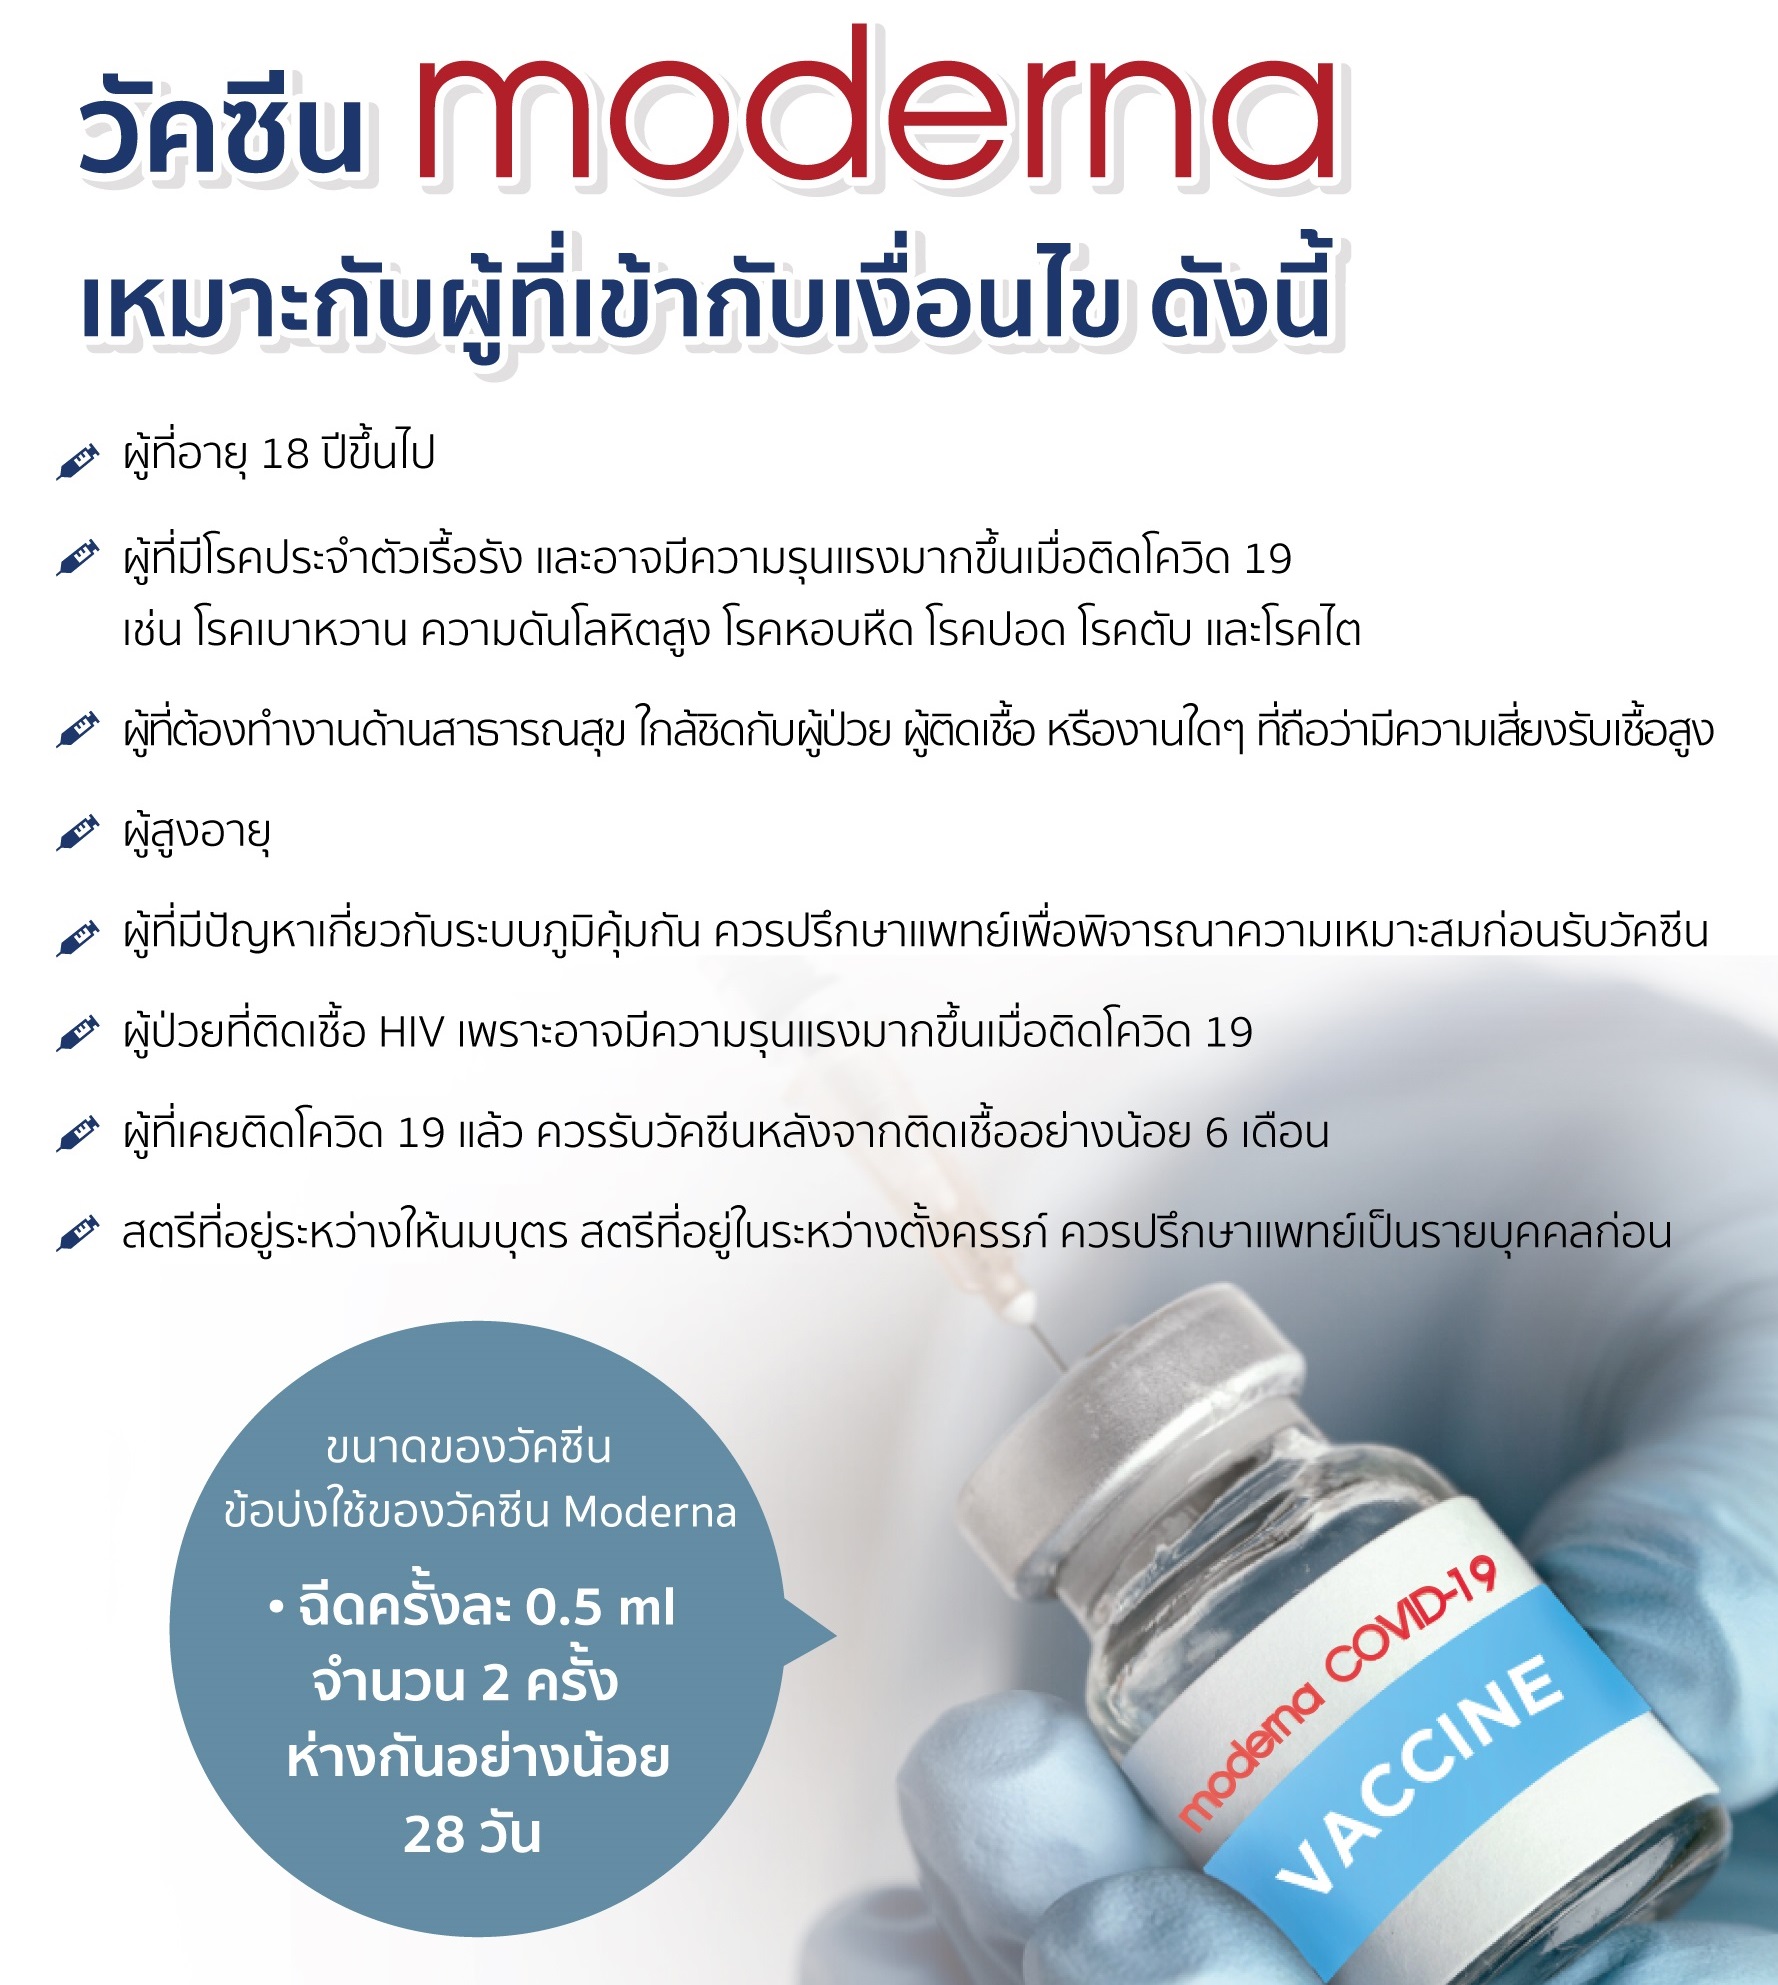 วัคซีน moderna
เหมาะกับผู้ที่เข้ากับเงื่อนไข ดังนี้
ผู้ที่อายุ 18 ปีขึ้นไป
ผู้ที่มีโรคประจำตัวเรื้อรัง และอาจมีความรุนแรงมากขึ้นเมื่อติดโควิด 19
เช่น โรคเบาหวาน ความดันโลหิตสูง โรคหอบหืด โรคปอด โรคตับ และโรคไต
ผู้ที่ต้องทำงานด้านสาธารณสุข ใกล้ชิดกับผู้ป่วย ผู้ติดเชื้อ หรืองานใดๆ ที่ถือว่ามีความเสี่ยงรับเชื้อสูง
ผู้สูงอายุ
ผู้ที่มีปัญหาเกี่ยวกับระบบภูมิคุ้มกัน ควรปรึกษาแพทย์เพื่อพิจารณาความเหมาะสมก่อนรับวัคซีน
ผู้ป่วยที่ติดเชื้อ HIV เพราะอาจมีความรุนแรงมากขึ้นเมื่อติดโควิด 19
ผู้ที่เคยติดโควิด 19 แล้ว ควรรับวัคซีนหลังจากติดเชื้ออย่างน้อย 6 เดือน
สตรีที่อยู่ระหว่างให้นมบุตร สตรีที่อยู่ในระหว่างตั้งครรภ์ ควรปรึกษาแพทย์เป็นรายบุคคลก่อน
ขนาดของวัคซีน
ข้อบ่งใช้ของวัคซีน Moderna
• ฉีดครั้งละ 0.5 ml
จำนวน 2 ครั้ง
ห่างกันอย่างน้อย
28 วัน
moderna COVID-19
VACCINE